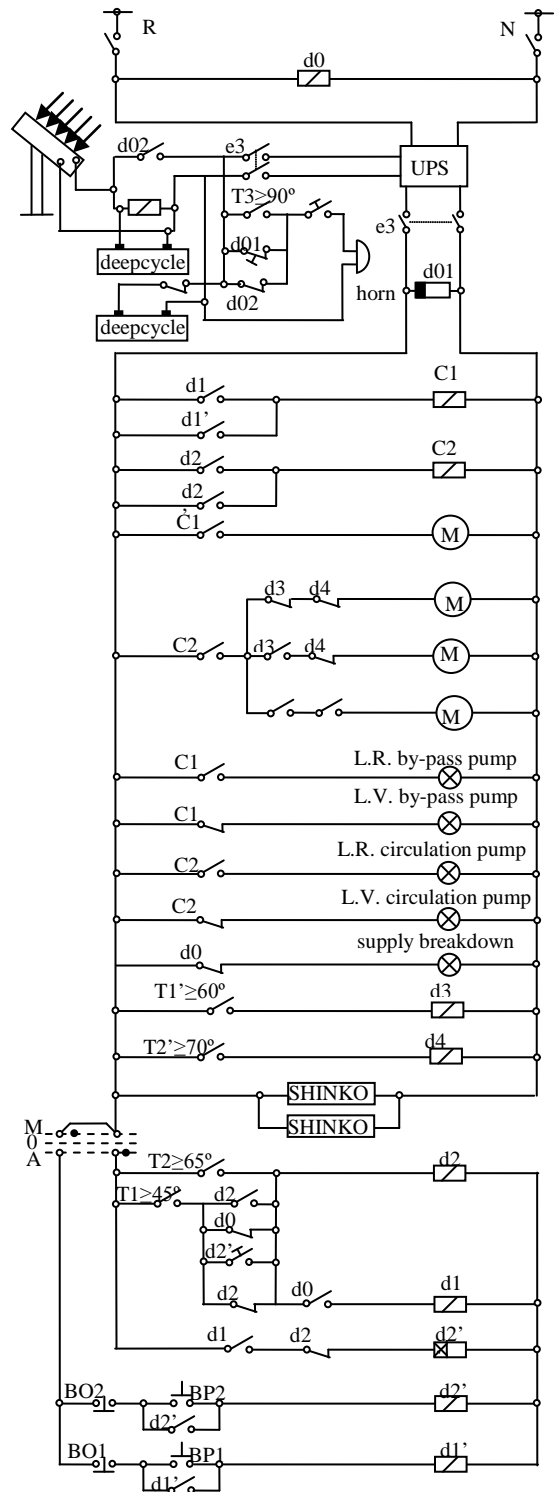 R N
d0
d02 e3
UPS
T3≥90º
e3
deepcycle d01 d01
horn
d02
deepcycle
d1 C1
d1’
d2 C2
d2
’
C1 M
d3 d4
M
C2 d3 d4
M
M
L.R. by-pass pump
C1
L.V. by-pass pump
C1
L.R. circulation pump
C2
L.V. circulation pump
C2
supply breakdown
d0
T1’≥60º d3
T2’≥70º d4
SHINKO
SHINKO
M
0
A
T2≥65º d2
T1≥45º d2
d0
d2’
d2 d0 d1
d1 d2 d2’
BO2 BP2 d2’
d2’
BO1 BP1 d1’
d1’